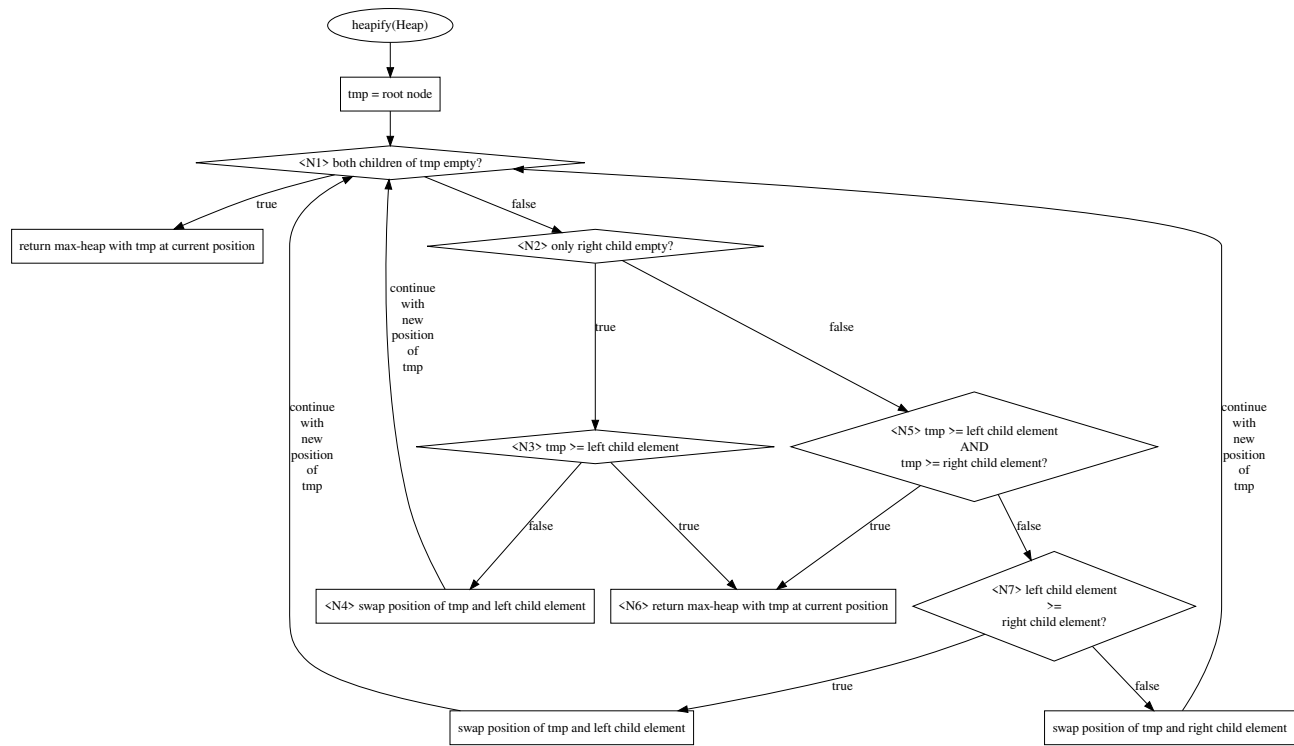 heapify(Heap)
tmp = root node
<N1> both children of tmp empty?
true
false
return max-heap with tmp at current position
<N2> only right child empty?
continue
with
new
position
of
tmp
true
false
continue
with
new
position
of
tmp
<N3> tmp >= left child element
<N5> tmp >= left child element
AND
tmp >= right child element?
continue
with
new
position
of
tmp
false
true
true
false
<N4> swap position of tmp and left child element
<N6> return max-heap with tmp at current position
<N7> left child element
>=
right child element?
true
false
swap position of tmp and left child element
swap position of tmp and right child element